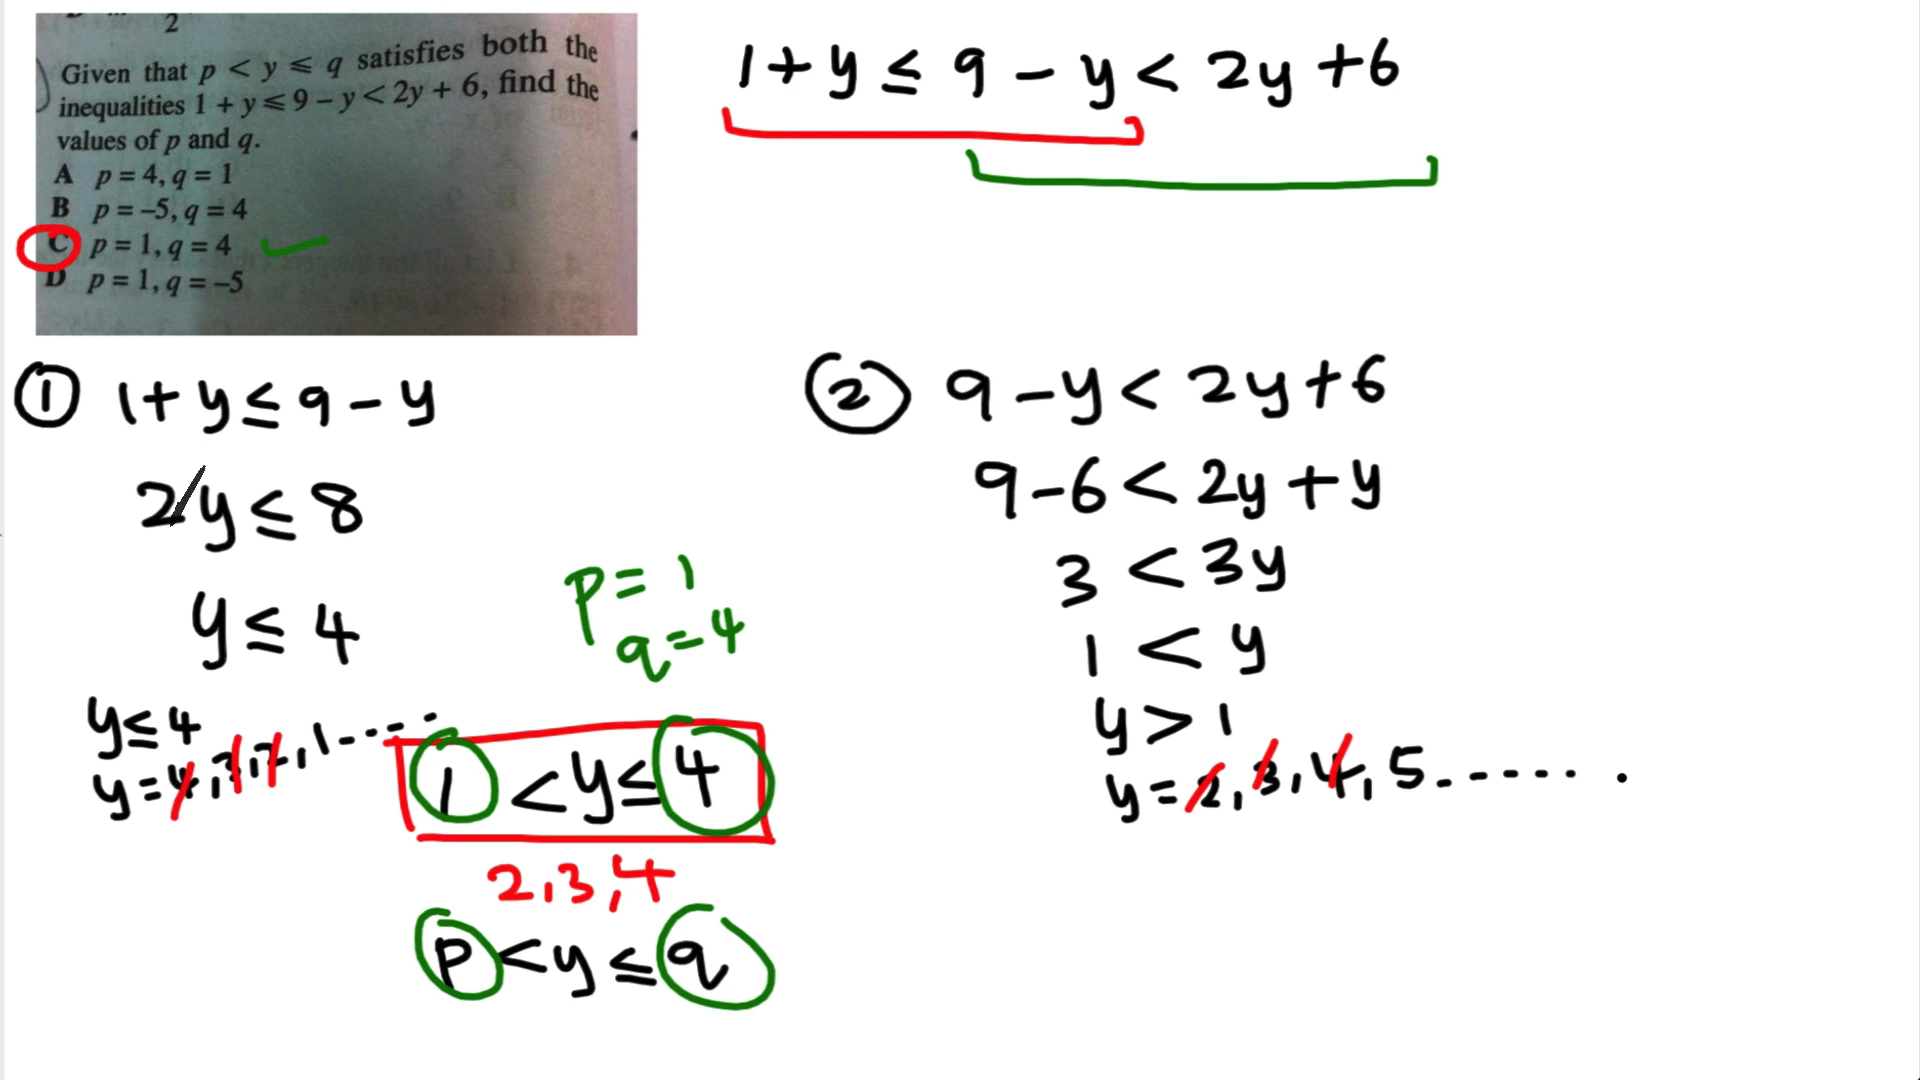 2
Given that p < y ⩽ q satisfies both the
inequalities 1 + y ⩽ 9 – y < 2y + 6, find the
values of p and q.
A p = 4, q = 1
B p = –5, q = 4
C p = 1, q = 4
D p = 1, q = –5
1 + y ≤ 9 - y < 2y + 6
① 1 + y ≤ 9 - y
2y ≤ 8
y ≤ 4
y ≤ 4
y = 4, 3, 2, 1 ----
p = 1
q = 4
1 < y ≤ 4
2, 3, 4
p < y ≤ q
② 9 - y < 2y + 6
9 - 6 < 2y + y
3 < 3y
1 < y
y > 1
y = 2, 3, 4, 5 ------ .